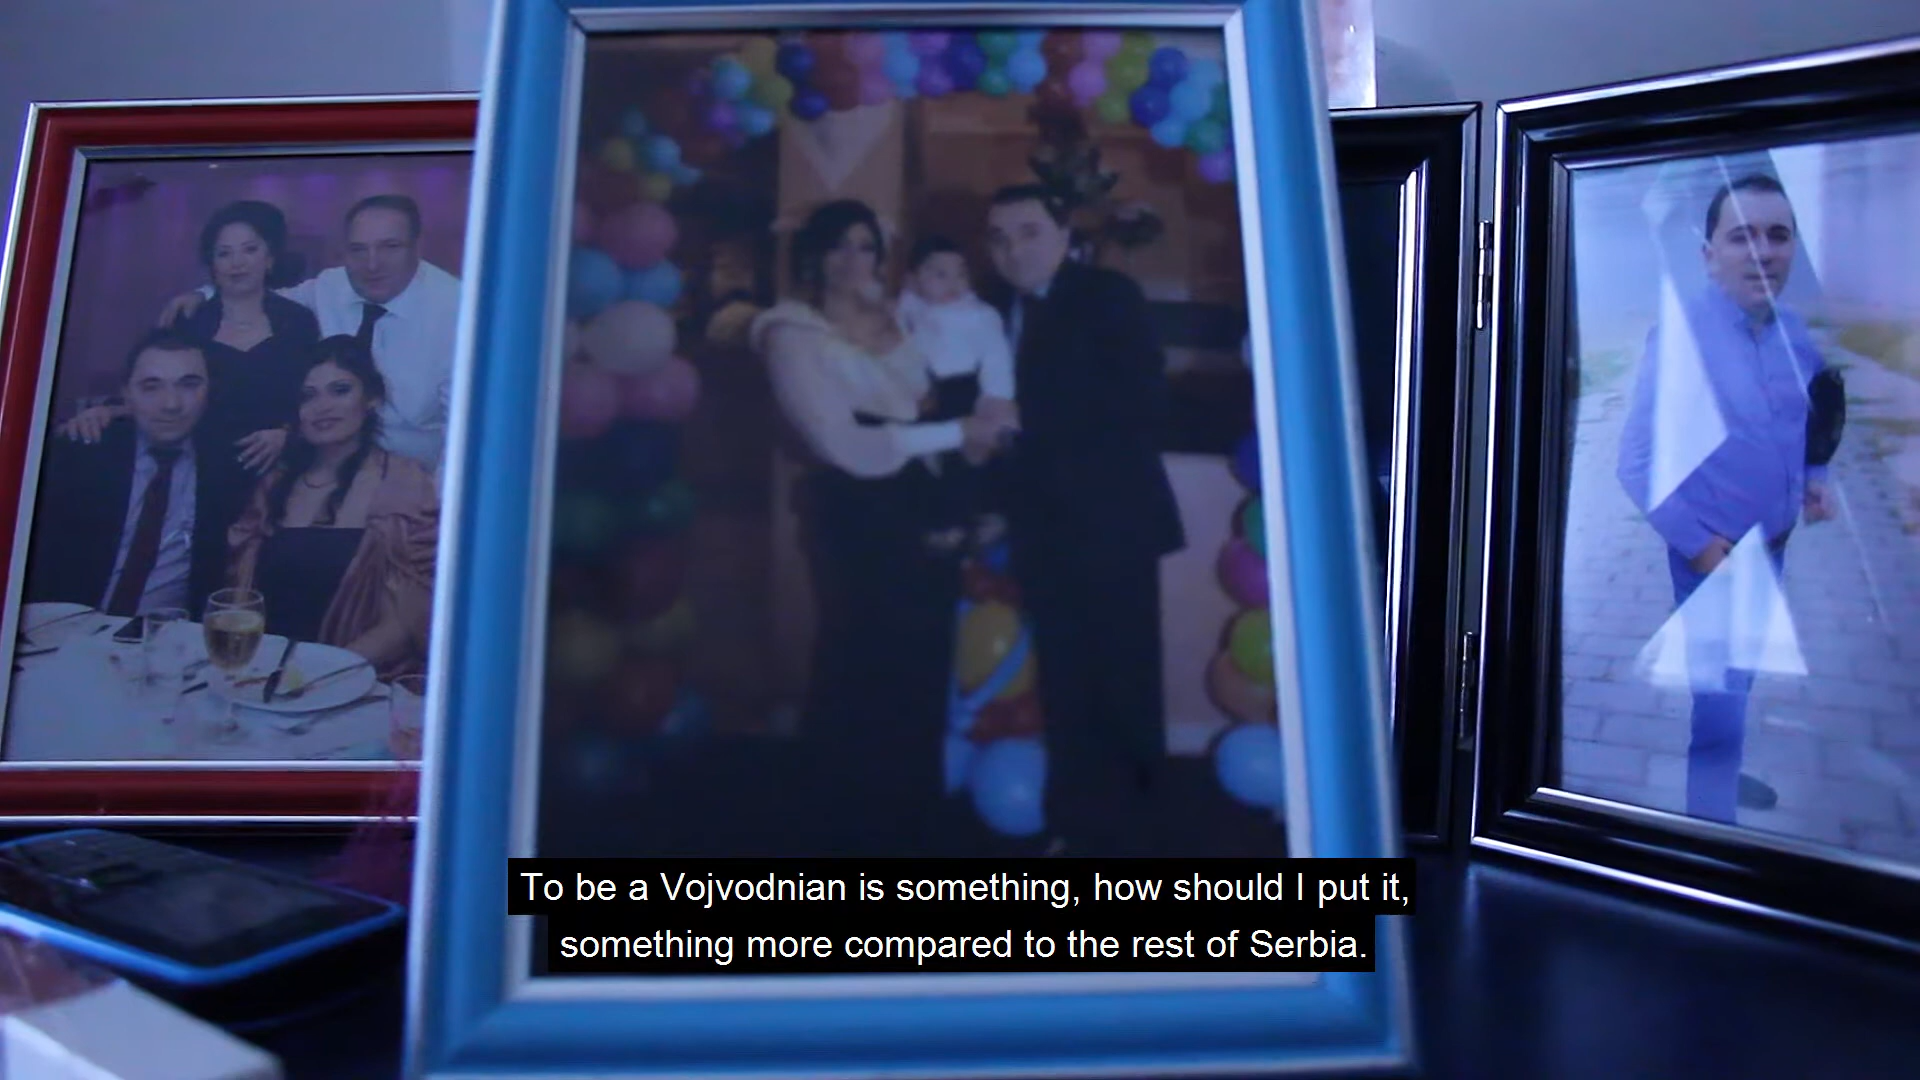 To be a Vojvodnian is something, how should I put it,
something more compared to the rest of Serbia.